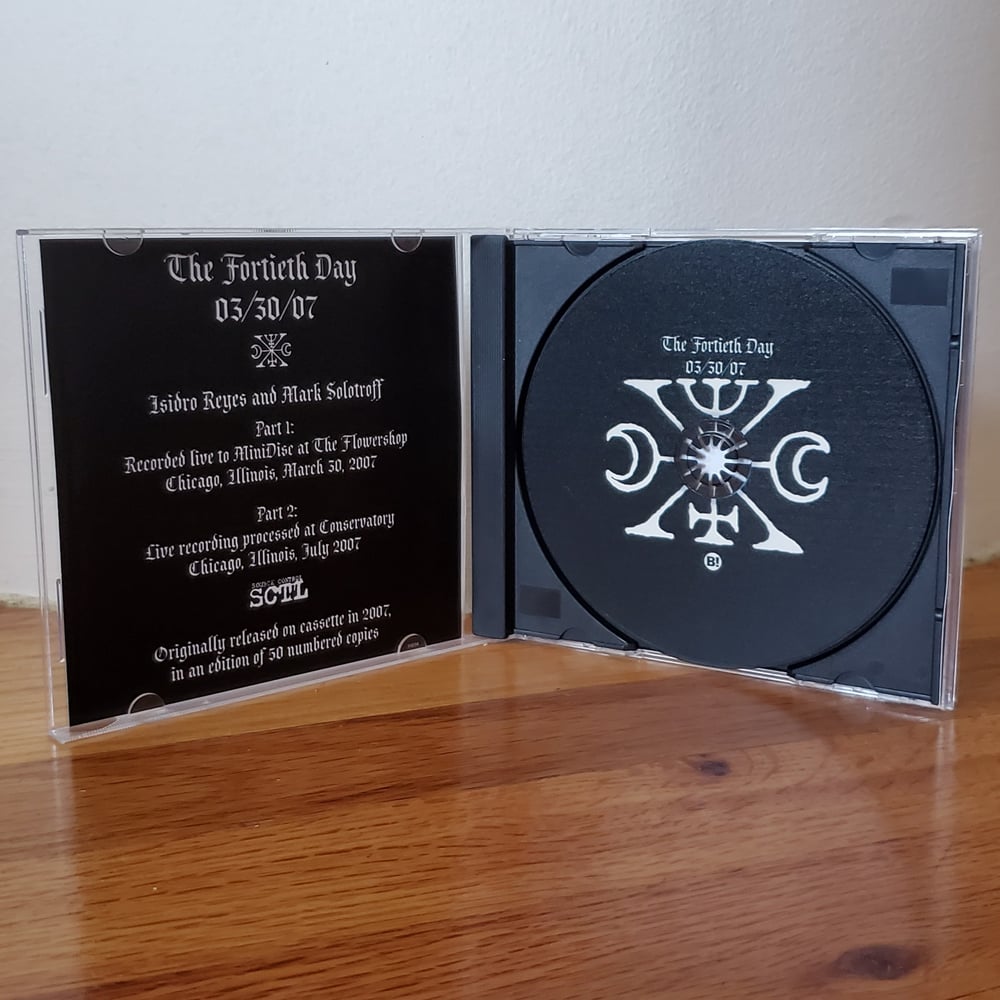 The Fortieth Day
03/30/07
Isidro Reyes and Mark Solotroff
Part 1:
Recorded live to MiniDisc at The Flowershop
Chicago, Illinois, March 30, 2007
Part 2:
Live recording processed at Conservatory
Chicago, Illinois, July 2007
SOURCE CONTROL
SCTL
Originally released on cassette in 2007,
in an edition of 50 numbered copies
The Fortieth Day
03/30/07
B!